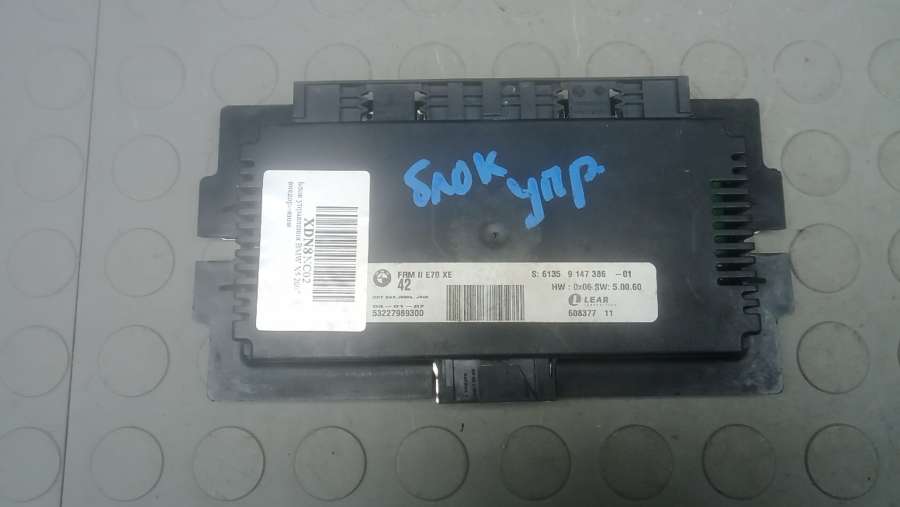 блок
упр.
XDN8NC02
FRM II E70 XE
42
S: 6135 9 147 386 -01
HW : 0x06 SW: 5.00.60
LEAR
53227989300
608377 11